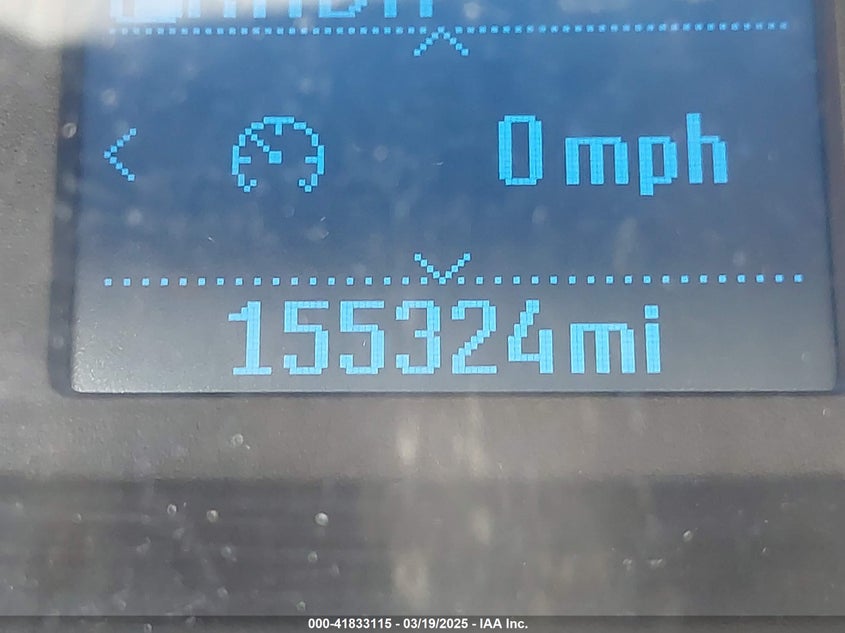 0 mph
155324mi
000-41833115 - 03/19/2025 - IAA Inc.